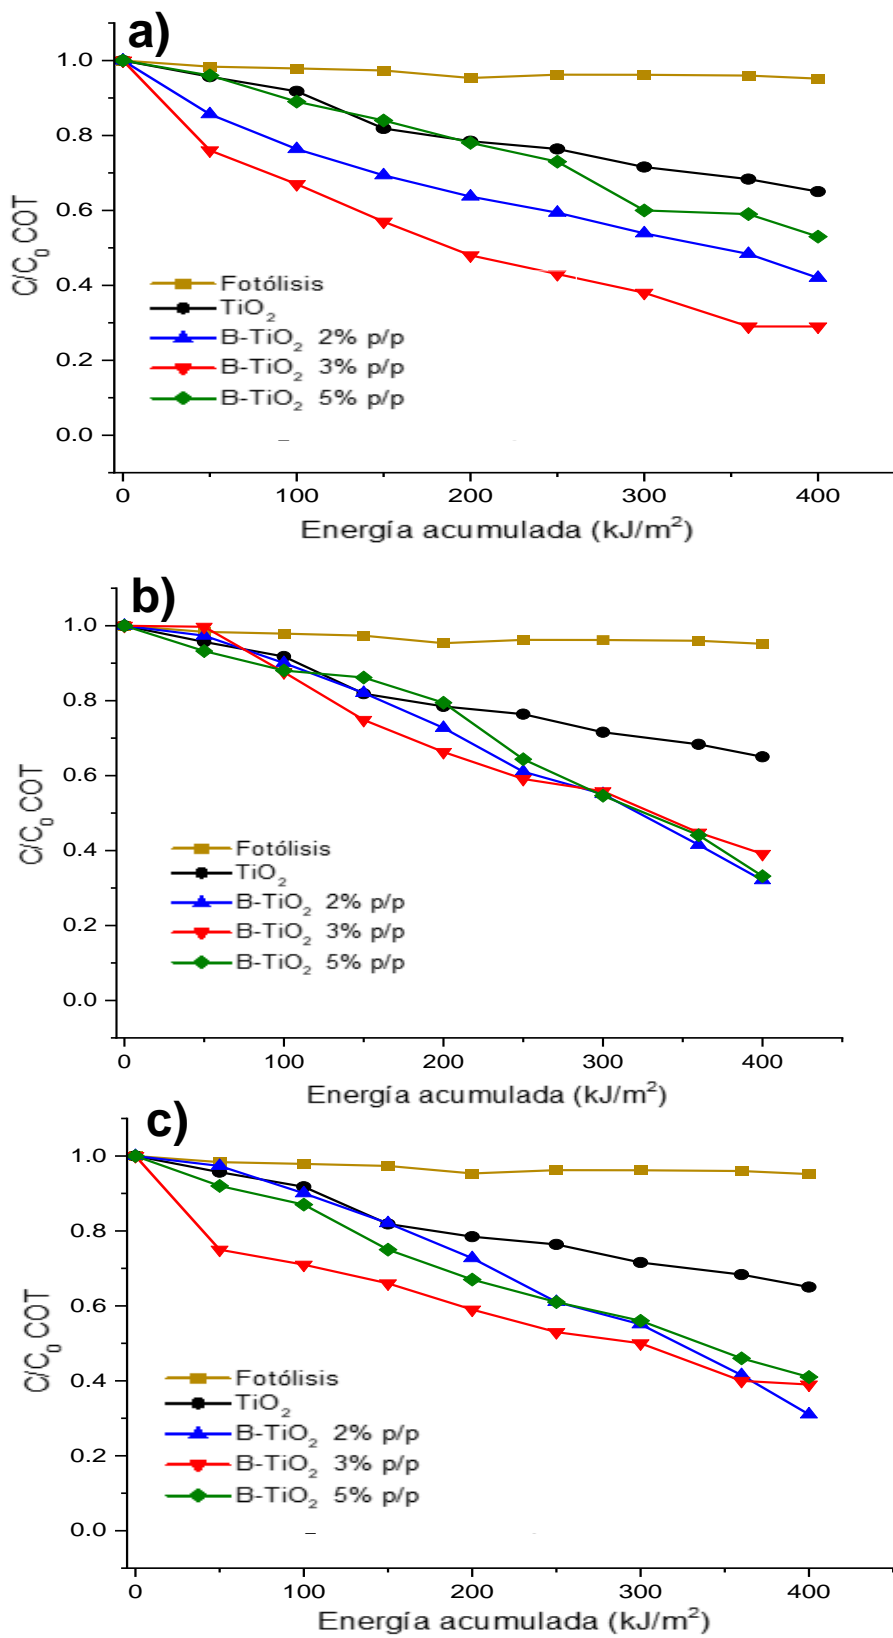 a)
1.0
0.8
0.6
0.4
0.2
0.0
C/C₀ COT
Fotólisis
TiO₂
B-TiO₂ 2% p/p
B-TiO₂ 3% p/p
B-TiO₂ 5% p/p
0 100 200 300 400
Energía acumulada (kJ/m²)
b)
1.0
0.8
0.6
0.4
0.2
0.0
C/C₀ COT
Fotólisis
TiO₂
B-TiO₂ 2% p/p
B-TiO₂ 3% p/p
B-TiO₂ 5% p/p
0 100 200 300 400
Energía acumulada (kJ/m²)
c)
1.0
0.8
0.6
0.4
0.2
0.0
C/C₀ COT
Fotólisis
TiO₂
B-TiO₂ 2% p/p
B-TiO₂ 3% p/p
B-TiO₂ 5% p/p
0 100 200 300 400
Energía acumulada (kJ/m²)